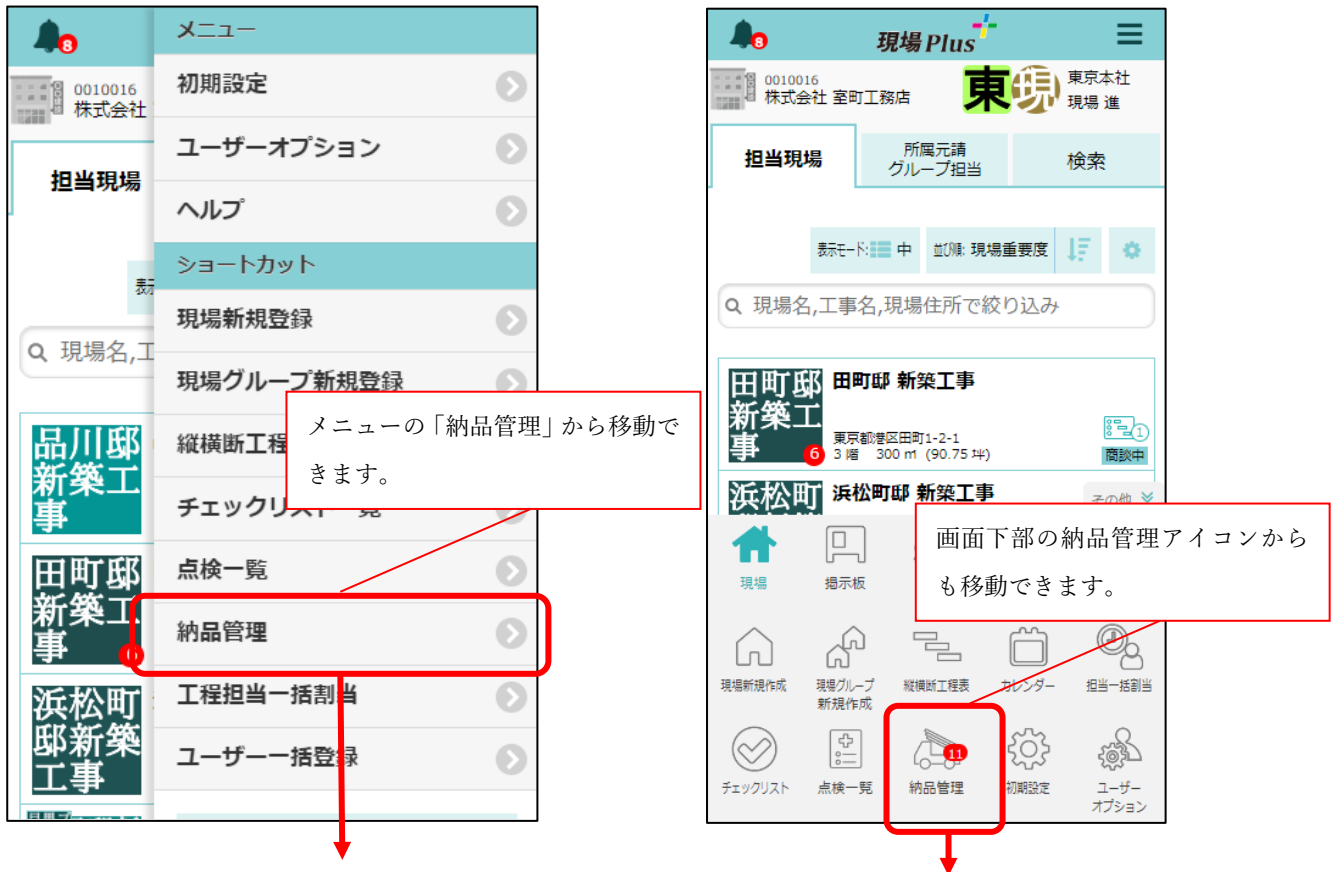 8
0010016
株式会社
担当現場
現場名,工
品川邸
新築工
事
田町邸
新築工
事
6
浜松町
邸新築
工事
メニュー
初期設定
ユーザーオプション
ヘルプ
ショートカット
現場新規登録
現場グループ新規登録
縦横断工程
チェックリスト一覧
点検一覧
納品管理
工程担当一括割当
ユーザー一括登録
メニューの「納品管理」から移動で
きます。
8
現場Plus
0010016
株式会社 室町工務店
東
現
東京本社
現場 進
担当現場
所属元請
グループ担当
検索
表示モード: 中
並び順: 現場重要度
現場名,工事名,現場住所で絞り込み
田町邸
新築工
事
6
田町邸 新築工事
東京都港区田町1-2-1
3 階 300 ㎡ (90.75 坪)
1
商談中
浜松町
浜松町邸 新築工事
その他
画面下部の納品管理アイコンから
も移動できます。
現場
掲示板
現場新規作成
現場グループ
新規作成
縦横断工程表
カレンダー
担当一括割当
チェックリスト
点検一覧
11
納品管理
初期設定
ユーザー
オプション